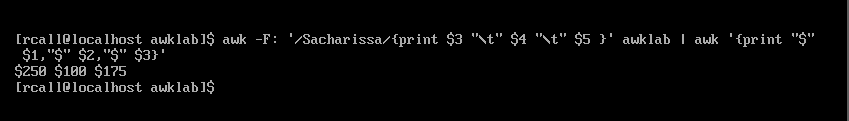 [rcall@localhost awklab]$ awk -F: '/Sacharissa/{print $3 "\t" $4 "\t" $5 }' awklab | awk '{print "$"
 $1,"$" $2,"$" $3}'
$250 $100 $175
[rcall@localhost awklab]$